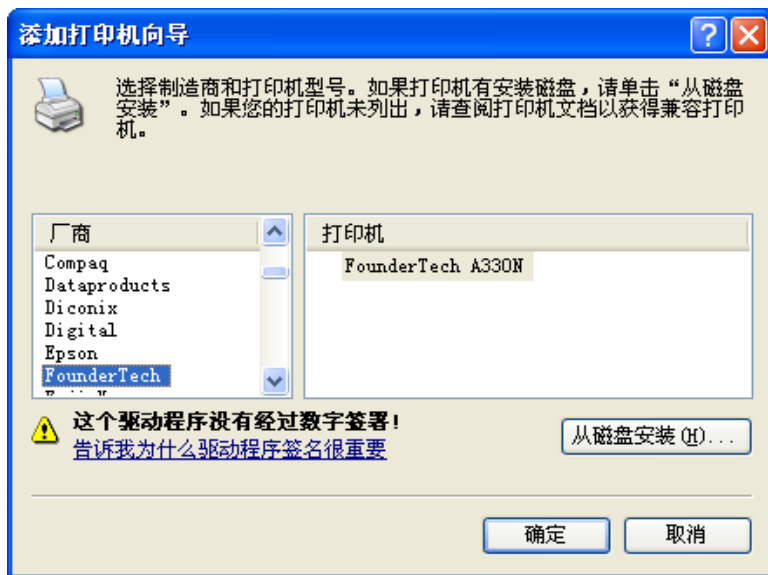 添加打印机向导
选择制造商和打印机型号。如果打印机有安装磁盘，请单击“从磁盘
安装”。如果您的打印机未列出，请查阅打印机文档以获得兼容打印
机。
厂商
打印机
Compaq
Dataproducts
Diconix
Digital
Epson
FounderTech
FounderTech A330N
这个驱动程序没有经过数字签署!
告诉我为什么驱动程序签名很重要
从磁盘安装(H)...
确定
取消